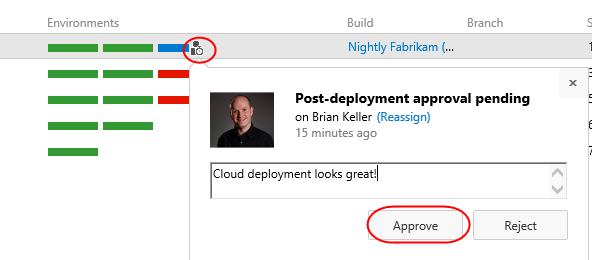 Environments Build Branch S
Nightly Fabrikam (... 1
×
Post-deployment approval pending
on Brian Keller (Reassign)
15 minutes ago
Cloud deployment looks great!
Approve Reject